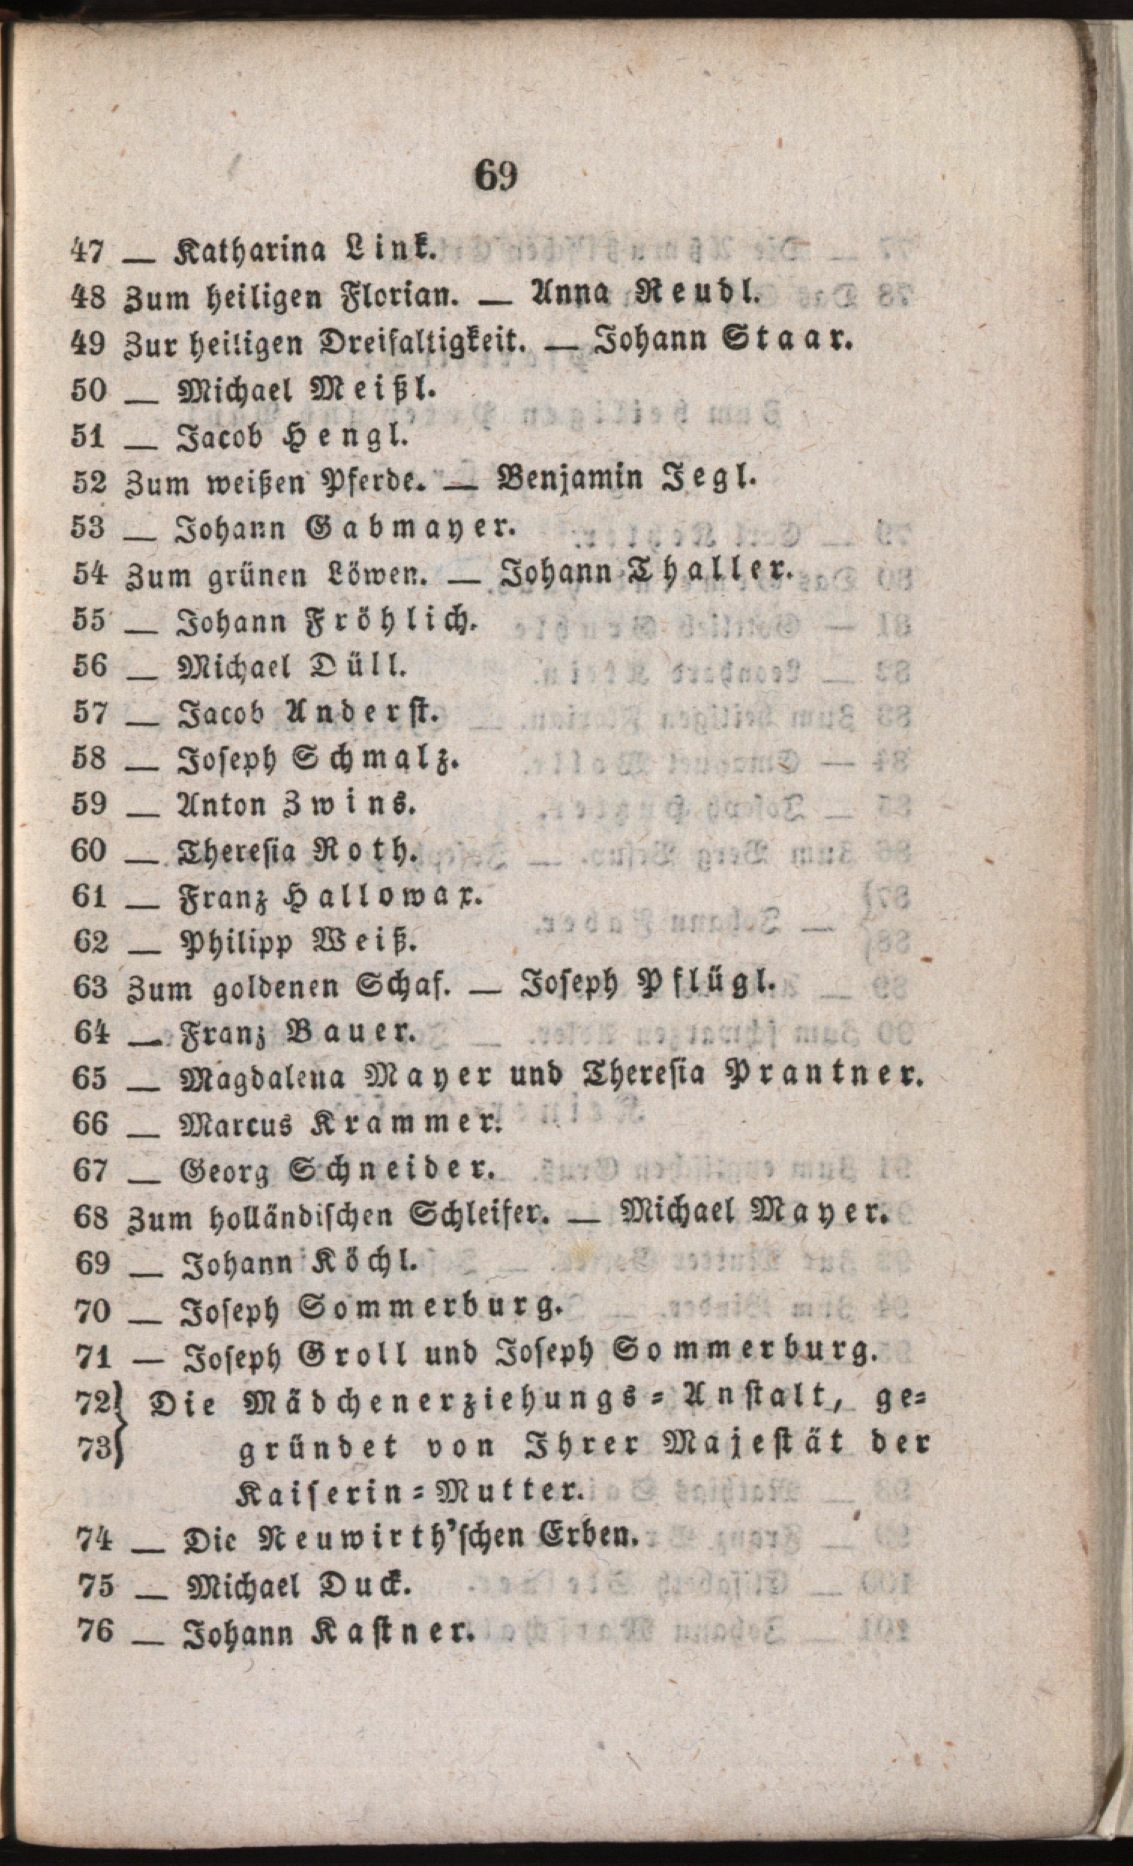 69
47 — Katharina Link.
48 Zum heiligen Florian. — Anna Reudl.
49 Zur heiligen Dreifaltigkeit. — Johann Staar.
50 — Michael Meißl.
51 — Jacob Hengl.
52 Zum weißen Pferde. — Benjamin Jegl.
53 — Johann Gabmayer.
54 Zum grünen Löwen. — Johann Thaller.
55 — Johann Fröhlich.
56 — Michael Düll.
57 — Jacob Anderst.
58 — Joseph Schmalz.
59 — Anton Zwins.
60 — Theresia Roth.
61 — Franz Hallowax.
62 — Philipp Weiß.
63 Zum goldenen Schaf. — Joseph Pflügl.
64 — Franz Bauer.
65 — Magdalena Mayer und Theresia Prantner.
66 — Marcus Krammer.
67 — Georg Schneider.
68 Zum holländischen Schleifer. — Michael Mayer.
69 — Johann Köchl.
70 — Joseph Sommerburg.
71 — Joseph Groll und Joseph Sommerburg.
72} Die Mädchenerziehungs-Anstalt, ge-
73} gründet von Ihrer Majestät der
Kaiserin-Mutter.
74 — Die Neuwirth'schen Erben.
75 — Michael Duck.
76 — Johann Kastner.